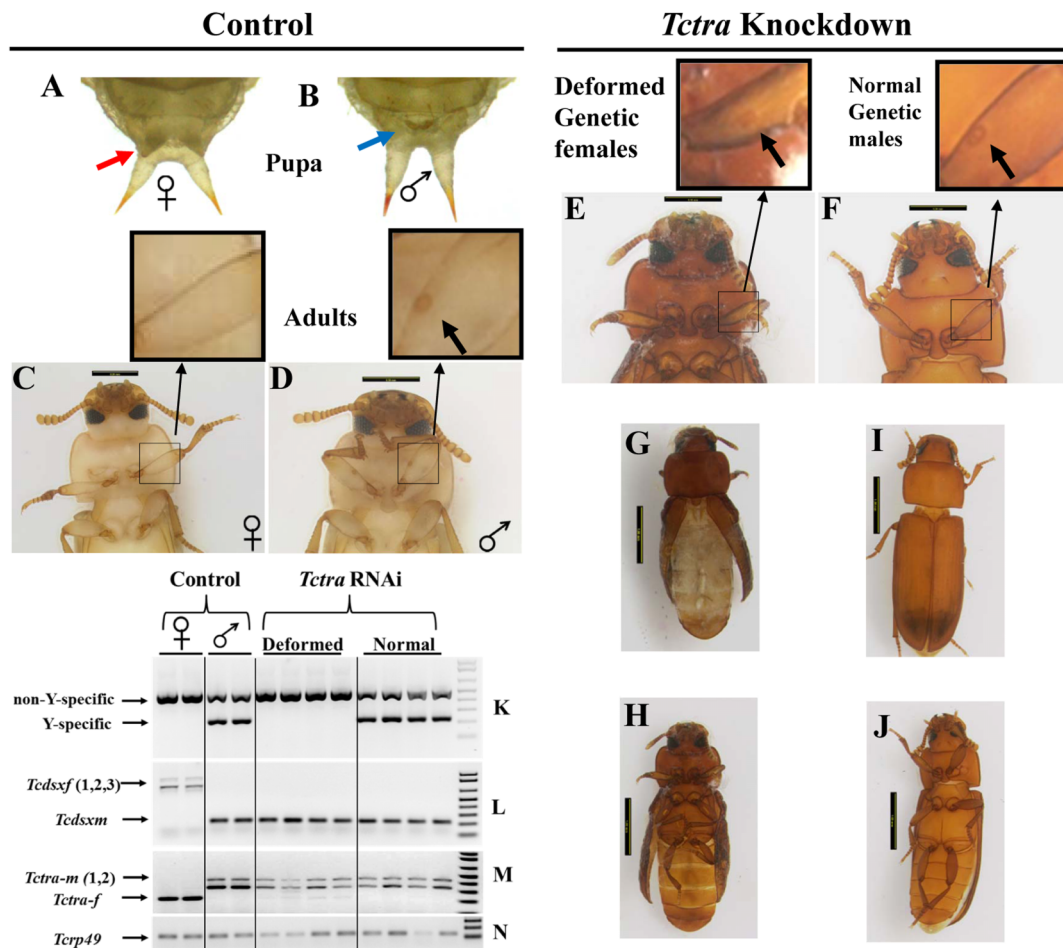 Control
Tctra Knockdown
A
B
Pupa
♀
♂
Deformed
Genetic
females
Normal
Genetic
males
E
F
Adults
C
♀
D
♂
G
I
H
J
Control
Tctra RNAi
♀
♂
Deformed
Normal
non-Y-specific
Y-specific
K
Tcdsxf (1,2,3)
Tcdsxm
L
Tctra-m (1,2)
Tctra-f
M
Tcrp49
N